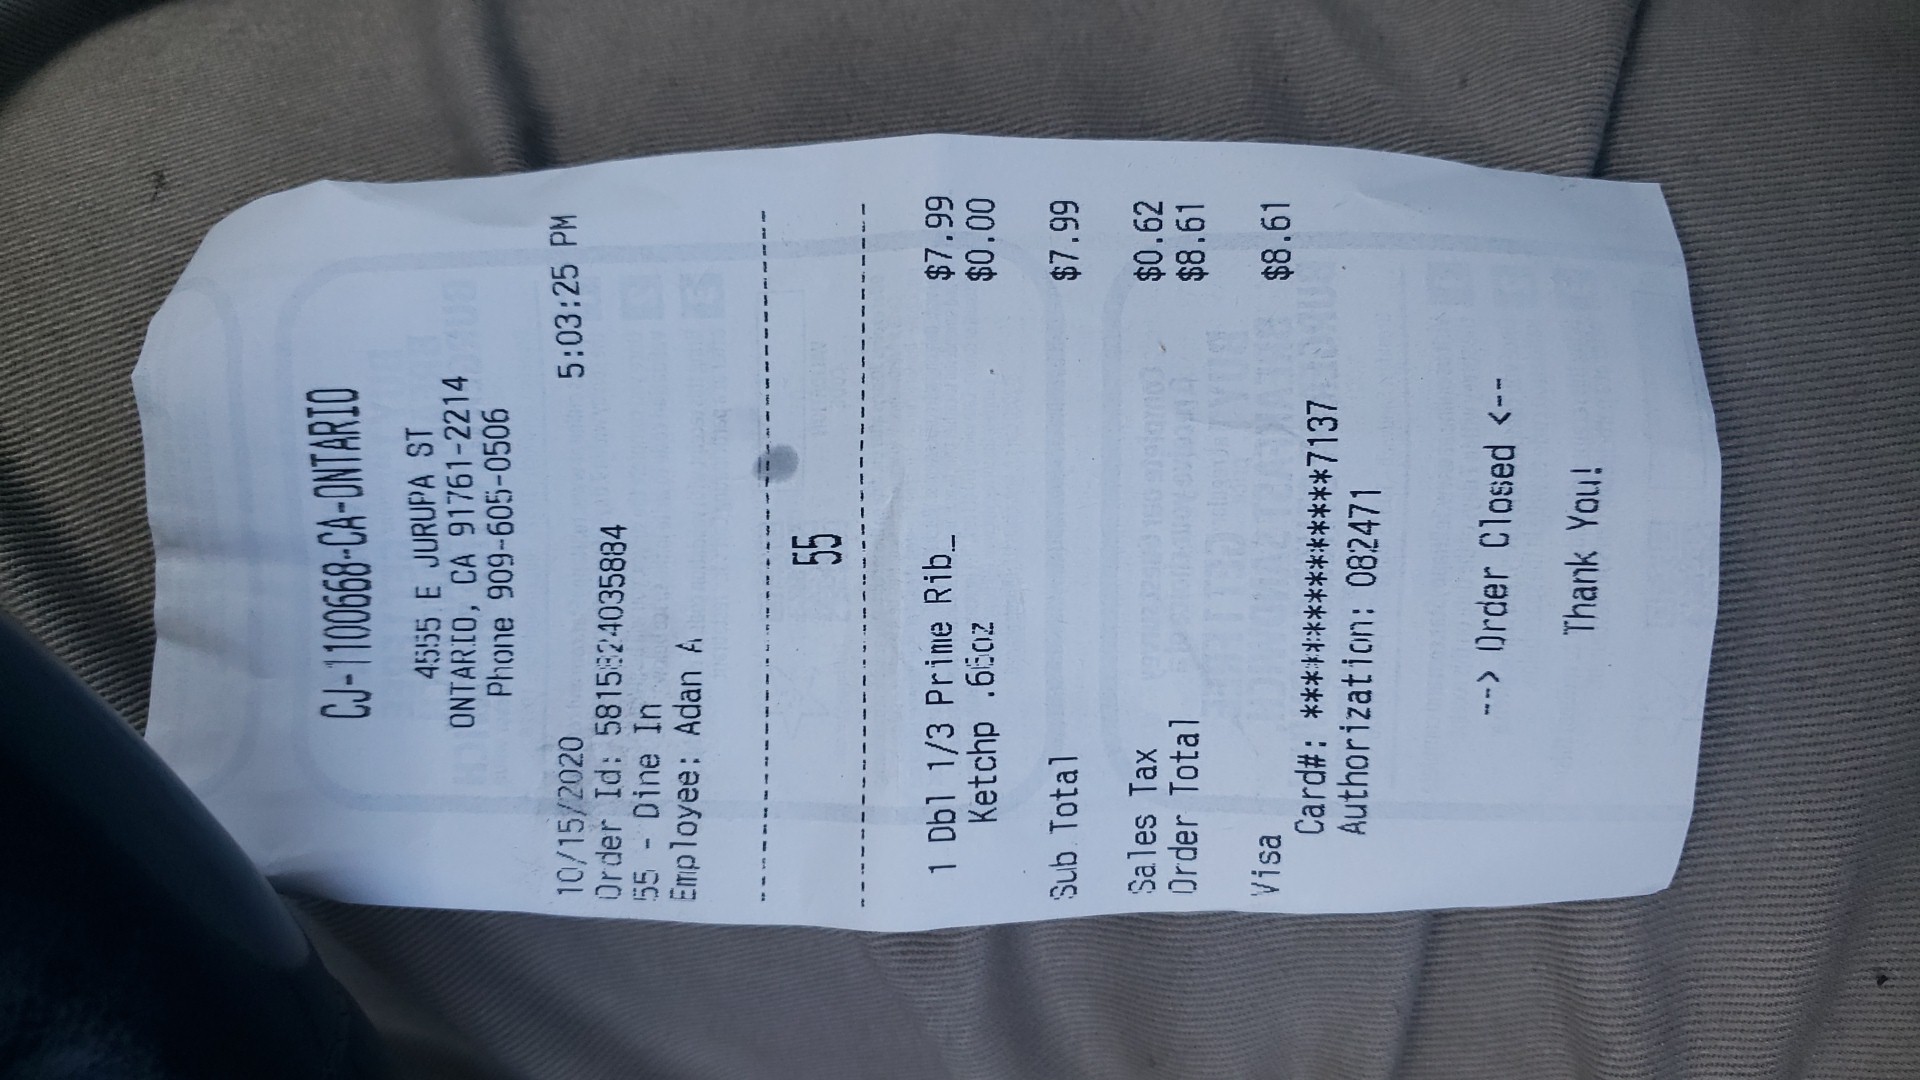 CJ-1100668-CA-ONTARIO
4555 E JURUPA ST
ONTARIO, CA 91761-2214
Phone 909-605-0506
10/15/2020 5:03:25 PM
Order Id: 5815824035884
55 - Dine In
Employee: Adan A
------------------------------------------
55
------------------------------------------
1 Dbl 1/3 Prime Rib_ $7.99
Ketchp .66oz $0.00
Sub Total $7.99
Sales Tax $0.62
Order Total $8.61
Visa $8.61
Card#: ************7137
Authorization: 082471
--> Order Closed <--
Thank You!